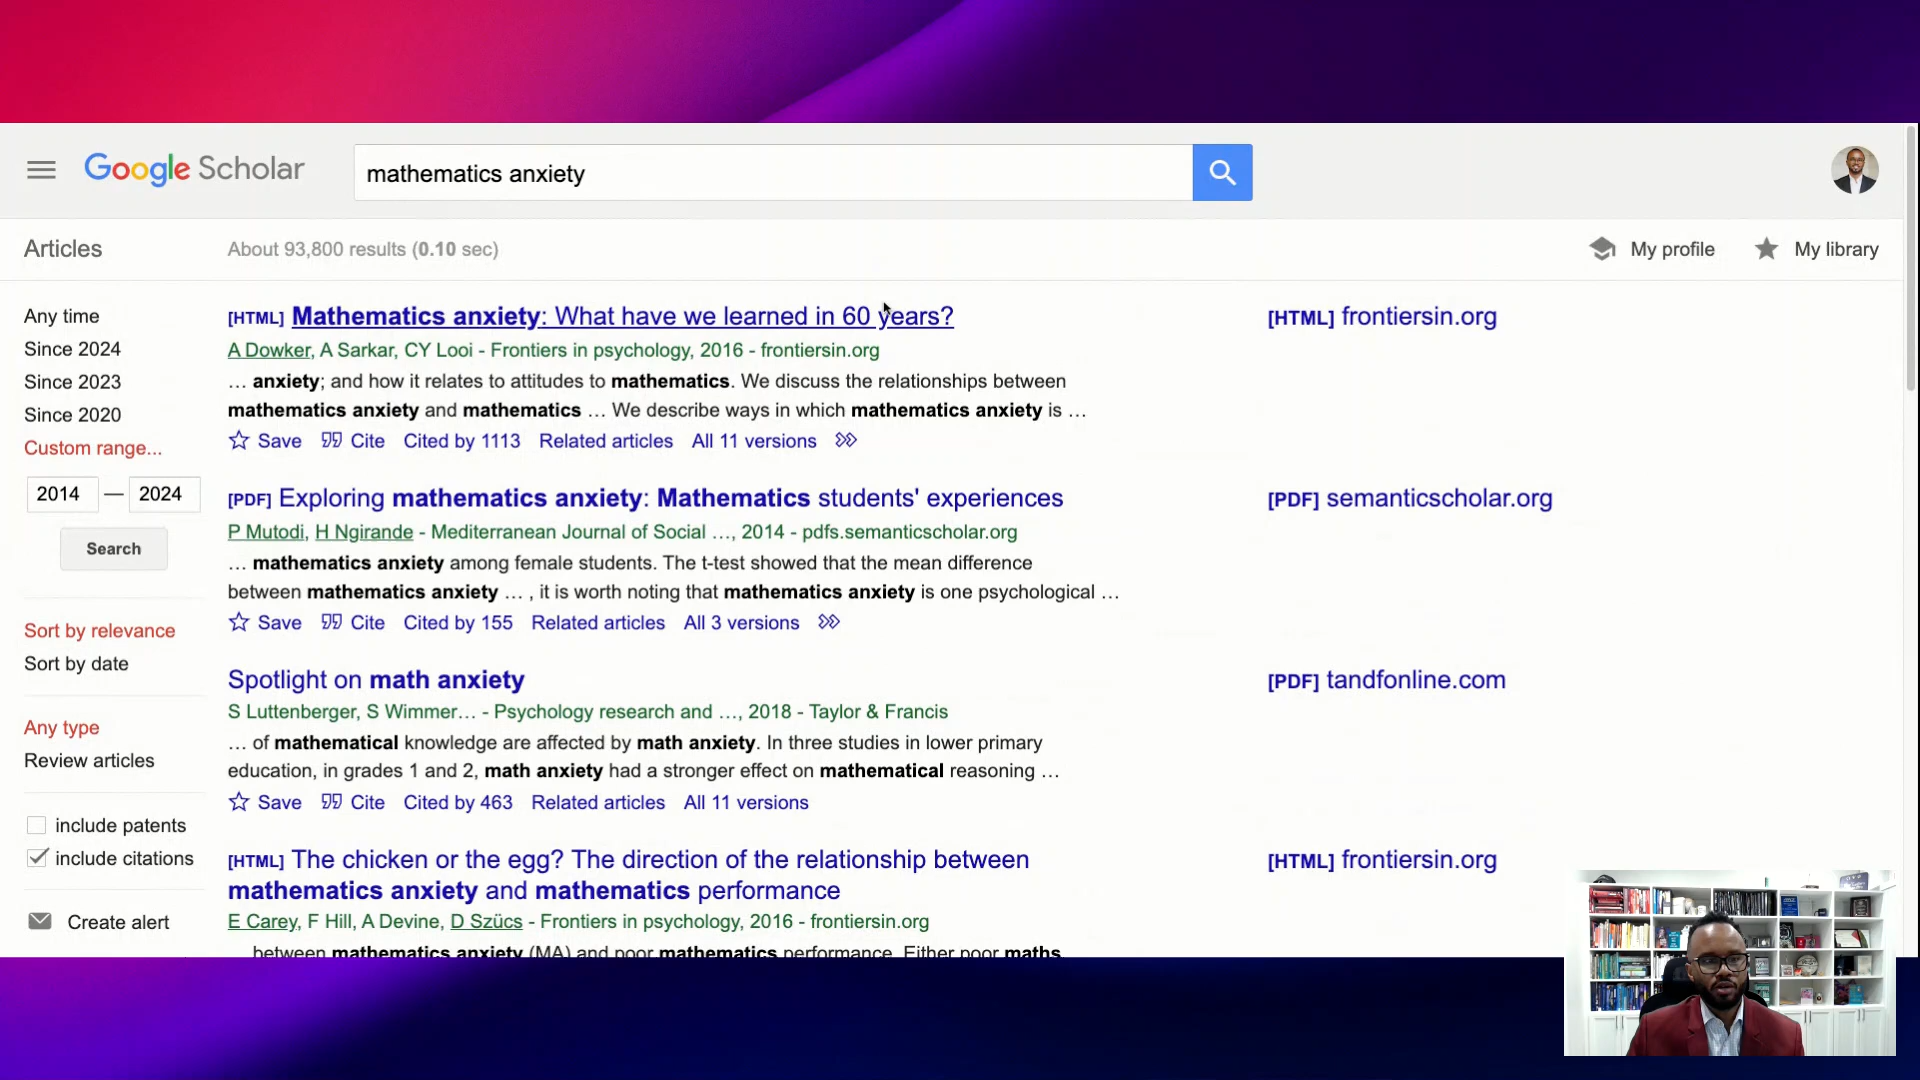 Google Scholar
mathematics anxiety
Articles
About 93,800 results (0.10 sec)
My profile
My library
Any time
Since 2024
Since 2023
Since 2020
Custom range...
2014 — 2024
Search
Sort by relevance
Sort by date
Any type
Review articles
include patents
include citations
Create alert
[HTML] Mathematics anxiety: What have we learned in 60 years?
A Dowker, A Sarkar, CY Looi - Frontiers in psychology, 2016 - frontiersin.org
… anxiety; and how it relates to attitudes to mathematics. We discuss the relationships between
mathematics anxiety and mathematics … We describe ways in which mathematics anxiety is …
Save Cite Cited by 1113 Related articles All 11 versions
[HTML] frontiersin.org
[PDF] Exploring mathematics anxiety: Mathematics students' experiences
P Mutodi, H Ngirande - Mediterranean Journal of Social …, 2014 - pdfs.semanticscholar.org
… mathematics anxiety among female students. The t-test showed that the mean difference
between mathematics anxiety … , it is worth noting that mathematics anxiety is one psychological …
Save Cite Cited by 155 Related articles All 3 versions
[PDF] semanticscholar.org
Spotlight on math anxiety
S Luttenberger, S Wimmer… - Psychology research and …, 2018 - Taylor & Francis
… of mathematical knowledge are affected by math anxiety. In three studies in lower primary
education, in grades 1 and 2, math anxiety had a stronger effect on mathematical reasoning …
Save Cite Cited by 463 Related articles All 11 versions
[PDF] tandfonline.com
[HTML] The chicken or the egg? The direction of the relationship between
mathematics anxiety and mathematics performance
E Carey, F Hill, A Devine, D Szücs - Frontiers in psychology, 2016 - frontiersin.org
between mathematics anxiety (MA) and poor mathematics performance. Either poor maths
[HTML] frontiersin.org